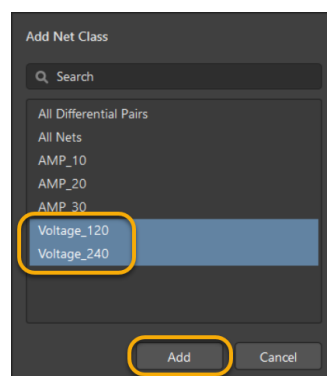 Add Net Class
Search
All Differential Pairs
All Nets
AMP_10
AMP_20
AMP_30
Voltage_120
Voltage_240
Add
Cancel